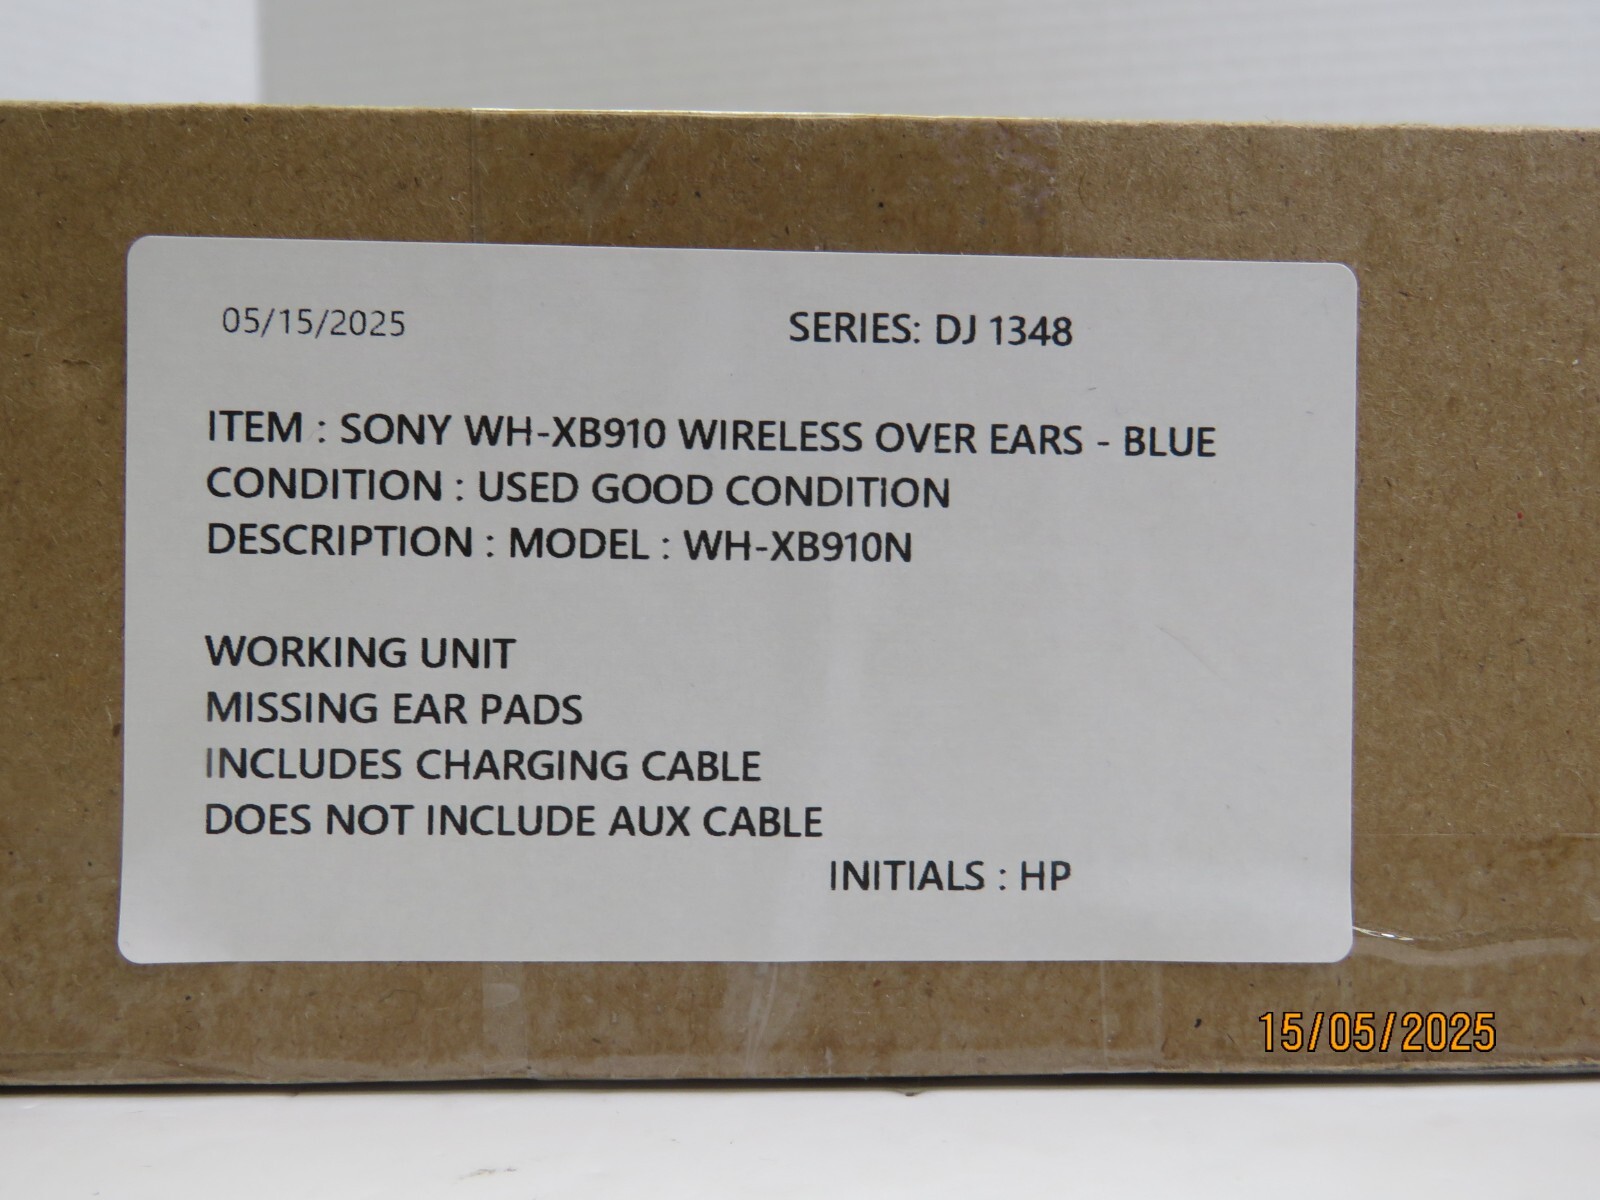 05/15/2025 SERIES: DJ 1348
ITEM : SONY WH-XB910 WIRELESS OVER EARS - BLUE
CONDITION : USED GOOD CONDITION
DESCRIPTION : MODEL : WH-XB910N
WORKING UNIT
MISSING EAR PADS
INCLUDES CHARGING CABLE
DOES NOT INCLUDE AUX CABLE
INITIALS : HP
15/05/2025